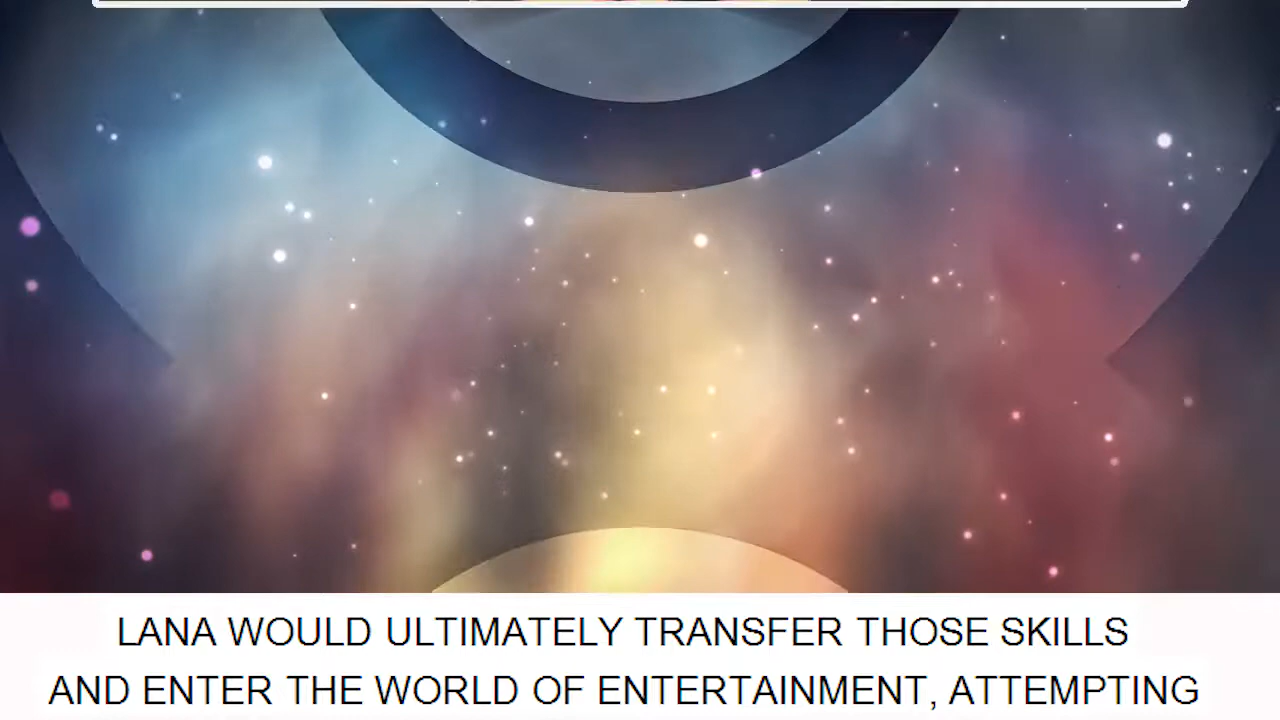 LANA WOULD ULTIMATELY TRANSFER THOSE SKILLS
AND ENTER THE WORLD OF ENTERTAINMENT, ATTEMPTING